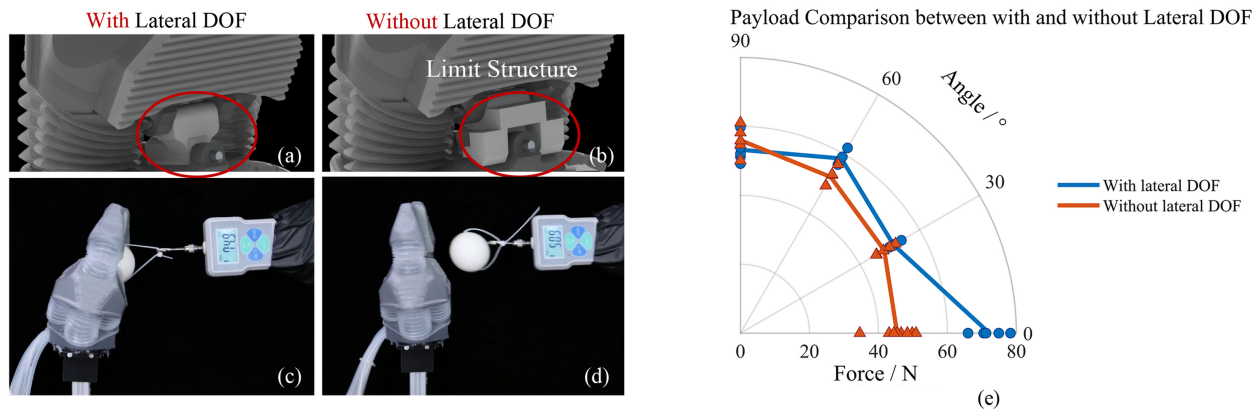 With Lateral DOF
Without Lateral DOF
Limit Structure
(a)
(b)
(c)
(d)
Payload Comparison between with and without Lateral DOF
90
60
Angle / °
30
0
0
20
40
60
80
Force / N
With lateral DOF
Without lateral DOF
(e)